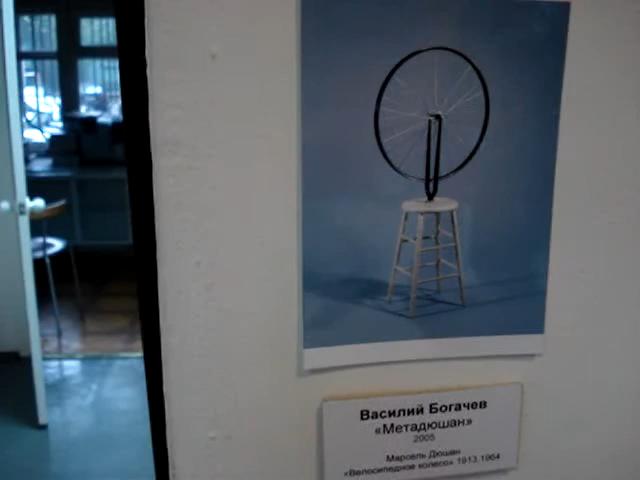 Василий Богачев
«Метадюшан»
2005
Марсель Дюшан
«Велосипедное колесо» 1913,1964